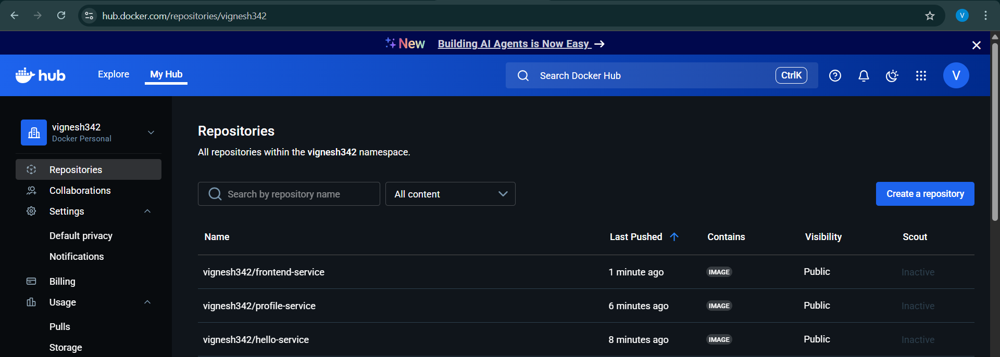 hub.docker.com/repositories/vignesh342
V
New Building AI Agents is Now Easy →
hub
Explore
My Hub
Search Docker Hub
CtrlK
V
vignesh342
Docker Personal
Repositories
Collaborations
Settings
Default privacy
Notifications
Billing
Usage
Pulls
Storage
Repositories
All repositories within the vignesh342 namespace.
Search by repository name
All content
Create a repository
Name Last Pushed Contains Visibility Scout
vignesh342/frontend-service 1 minute ago IMAGE Public Inactive
vignesh342/profile-service 6 minutes ago IMAGE Public Inactive
vignesh342/hello-service 8 minutes ago IMAGE Public Inactive